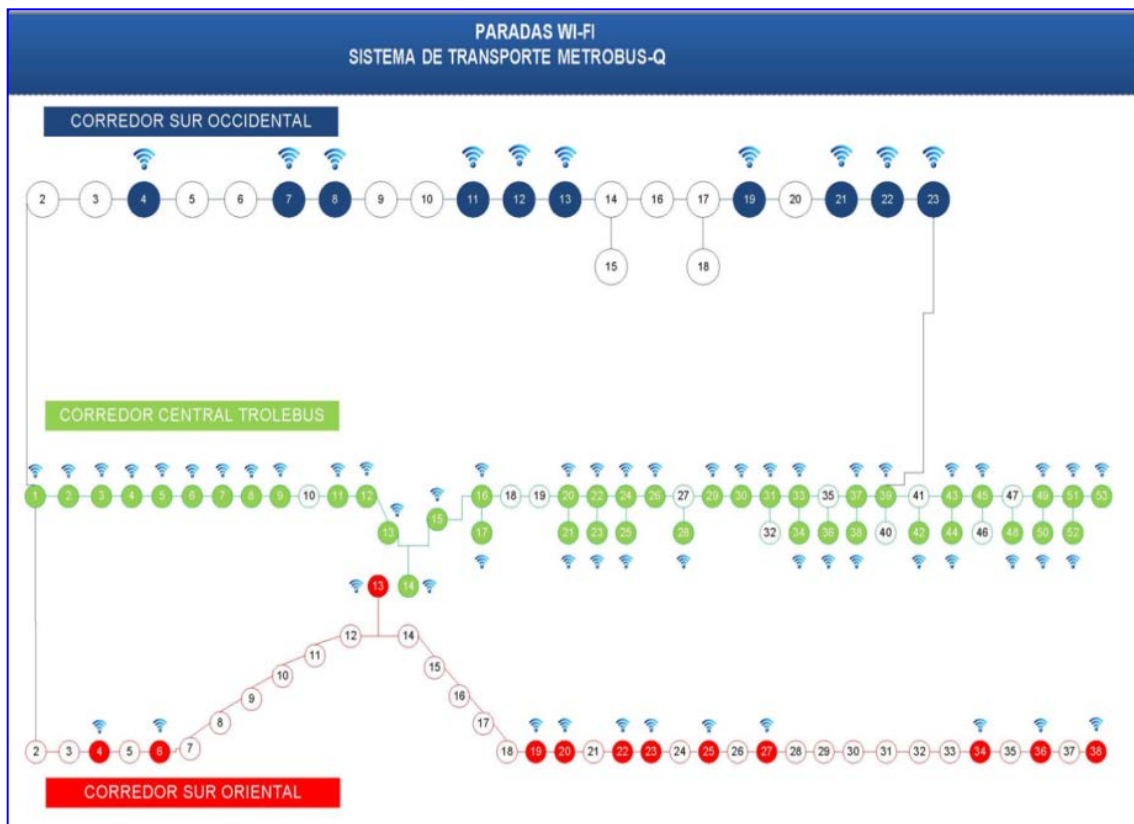 PARADAS WI-FI
SISTEMA DE TRANSPORTE METROBUS-Q
CORREDOR SUR OCCIDENTAL
2 3 4 5 6 7 8 9 10 11 12 13 14 16 17 19 20 21 22 23
15 18
CORREDOR CENTRAL TROLEBUS
1 2 3 4 5 6 7 8 9 10 11 12 16 18 19 20 22 24 26 27 29 30 31 33 35 37 39 41 43 45 47 49 51 53
15
13 17 21 23 25 28 32 34 36 38 40 42 44 46 48 50 52
13 14
12 14
11 15
10 16
9 17
8
2 3 4 5 6 7 18 19 20 21 22 23 24 25 26 27 28 29 30 31 32 33 34 35 36 37 38
CORREDOR SUR ORIENTAL